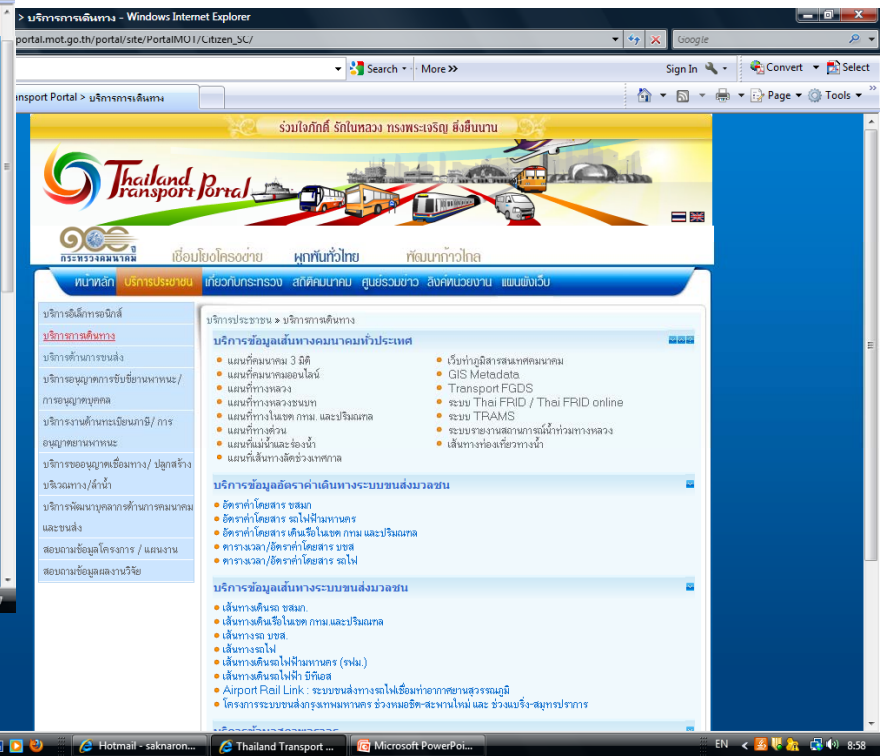 > บริการการเดินทาง - Windows Internet Explorer
portal.mot.go.th/portal/site/PortalMOT/Citizen_SC/
Google
Search
More >>
Sign In
Convert
Select
ansport Portal > บริการการเดินทาง
Page
Tools
ร่วมใจภักดิ์ รักในหลวง ทรงพระเจริญ ยิ่งยืนนาน
Thailand
Transport Portal
กระทรวงคมนาคม
เชื่อมโยงโครงข่าย ผูกพันทั่วไทย พัฒนาก้าวไกล
หน้าหลัก บริการประชาชน เกี่ยวกับกระทรวง สถิติคมนาคม ศูนย์รวมข่าว ลิงค์หน่วยงาน แผนผังเว็บ
บริการอิเล็กทรอนิกส์
บริการการเดินทาง
บริการด้านการขนส่ง
บริการอนุญาตการขับขี่ยานพาหนะ/
การอนุญาตบุคคล
บริการงานด้านทะเบียนภาษี/ การ
อนุญาตยานพาหนะ
บริการขออนุญาตเชื่อมทาง/ ปลูกสร้าง
บริเวณทาง/ลำน้ำ
บริการพัฒนาบุคลากรด้านการคมนาคม
และขนส่ง
สอบถามข้อมูลโครงการ / แผนงาน
สอบถามข้อมูลผลงานวิจัย
บริการประชาชน » บริการการเดินทาง
บริการข้อมูลเส้นทางคมนาคมทั่วประเทศ
แผนที่คมนาคม 3 มิติ
แผนที่คมนาคมออนไลน์
แผนที่ทางหลวง
แผนที่ทางหลวงชนบท
แผนที่ทางในเขต กทม. และปริมณฑล
แผนที่ทางด่วน
แผนที่แม่น้ำและร่องน้ำ
แผนที่เส้นทางลัดช่วงเทศกาล
เว็บท่าภูมิสารสนเทศคมนาคม
GIS Metadata
Transport FGDS
ระบบ Thai FRID / Thai FRID online
ระบบ TRAMS
ระบบรายงานสถานการณ์น้ำท่วมทางหลวง
เส้นทางท่องเที่ยวทางน้ำ
บริการข้อมูลอัตราค่าเดินทางระบบขนส่งมวลชน
อัตราค่าโดยสาร ขสมก
อัตราค่าโดยสาร รถไฟฟ้ามหานคร
อัตราค่าโดยสาร เดินเรือในเขต กทม และปริมณฑล
ตารางเวลา/อัตราค่าโดยสาร บขส
ตารางเวลา/อัตราค่าโดยสาร รถไฟ
บริการข้อมูลเส้นทางระบบขนส่งมวลชน
เส้นทางเดินรถ ขสมก.
เส้นทางเดินเรือในเขต กทม.และปริมณฑล
เส้นทางรถ บขส.
เส้นทางรถไฟ
เส้นทางเดินรถไฟฟ้ามหานคร (รฟม.)
เส้นทางเดินรถไฟฟ้า บีทีเอส
Airport Rail Link : ระบบขนส่งทางรถไฟเชื่อมท่าอากาศยานสุวรรณภูมิ
โครงการระบบขนส่งกรุงเทพมหานคร ช่วงหมอชิต-สะพานใหม่ และ ช่วงแบริ่ง-สมุทรปราการ
Hotmail - saknaron...
Thailand Transport ...
Microsoft PowerPoi...
EN
8:58